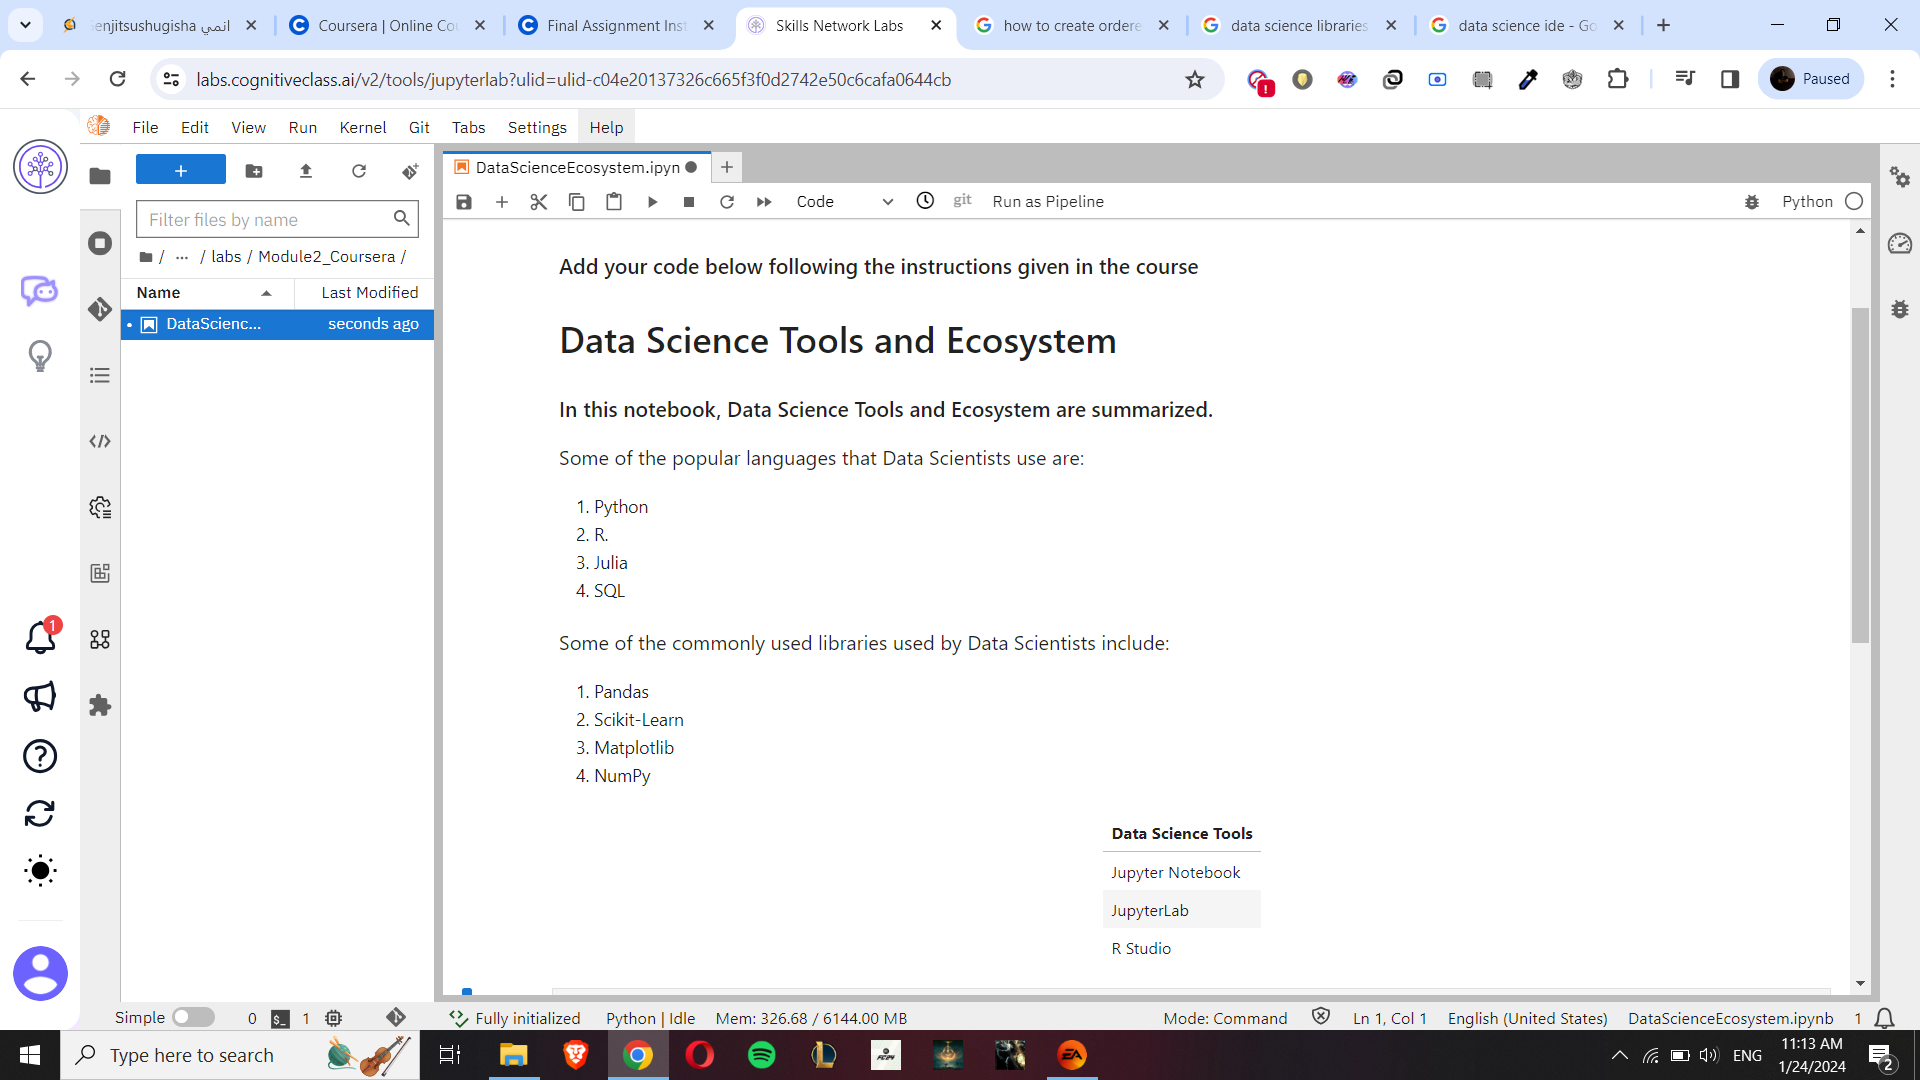 Senjitsushugisha انمي
Coursera | Online Co
Final Assignment Inst
Skills Network Labs
how to create ordere
data science libraries
data science ide - Go
labs.cognitiveclass.ai/v2/tools/jupyterlab?ulid=ulid-c04e20137326c665f3f0d2742e50c6cafa0644cb
Paused
File Edit View Run Kernel Git Tabs Settings Help
DataScienceEcosystem.ipyn
Filter files by name
Code
git
Run as Pipeline
Python
/ ... / labs / Module2_Coursera /
Name
Last Modified
DataScienc...
seconds ago
Add your code below following the instructions given in the course
Data Science Tools and Ecosystem
In this notebook, Data Science Tools and Ecosystem are summarized.
Some of the popular languages that Data Scientists use are:
1. Python
2. R.
3. Julia
4. SQL
Some of the commonly used libraries used by Data Scientists include:
1. Pandas
2. Scikit-Learn
3. Matplotlib
4. NumPy
Data Science Tools
Jupyter Notebook
JupyterLab
R Studio
1
Simple
0
$_
1
Fully initialized
Python | Idle
Mem: 326.68 / 6144.00 MB
Mode: Command
Ln 1, Col 1
English (United States)
DataScienceEcosystem.ipynb
1
Type here to search
FC24
EA
ENG
11:13 AM
1/24/2024
2